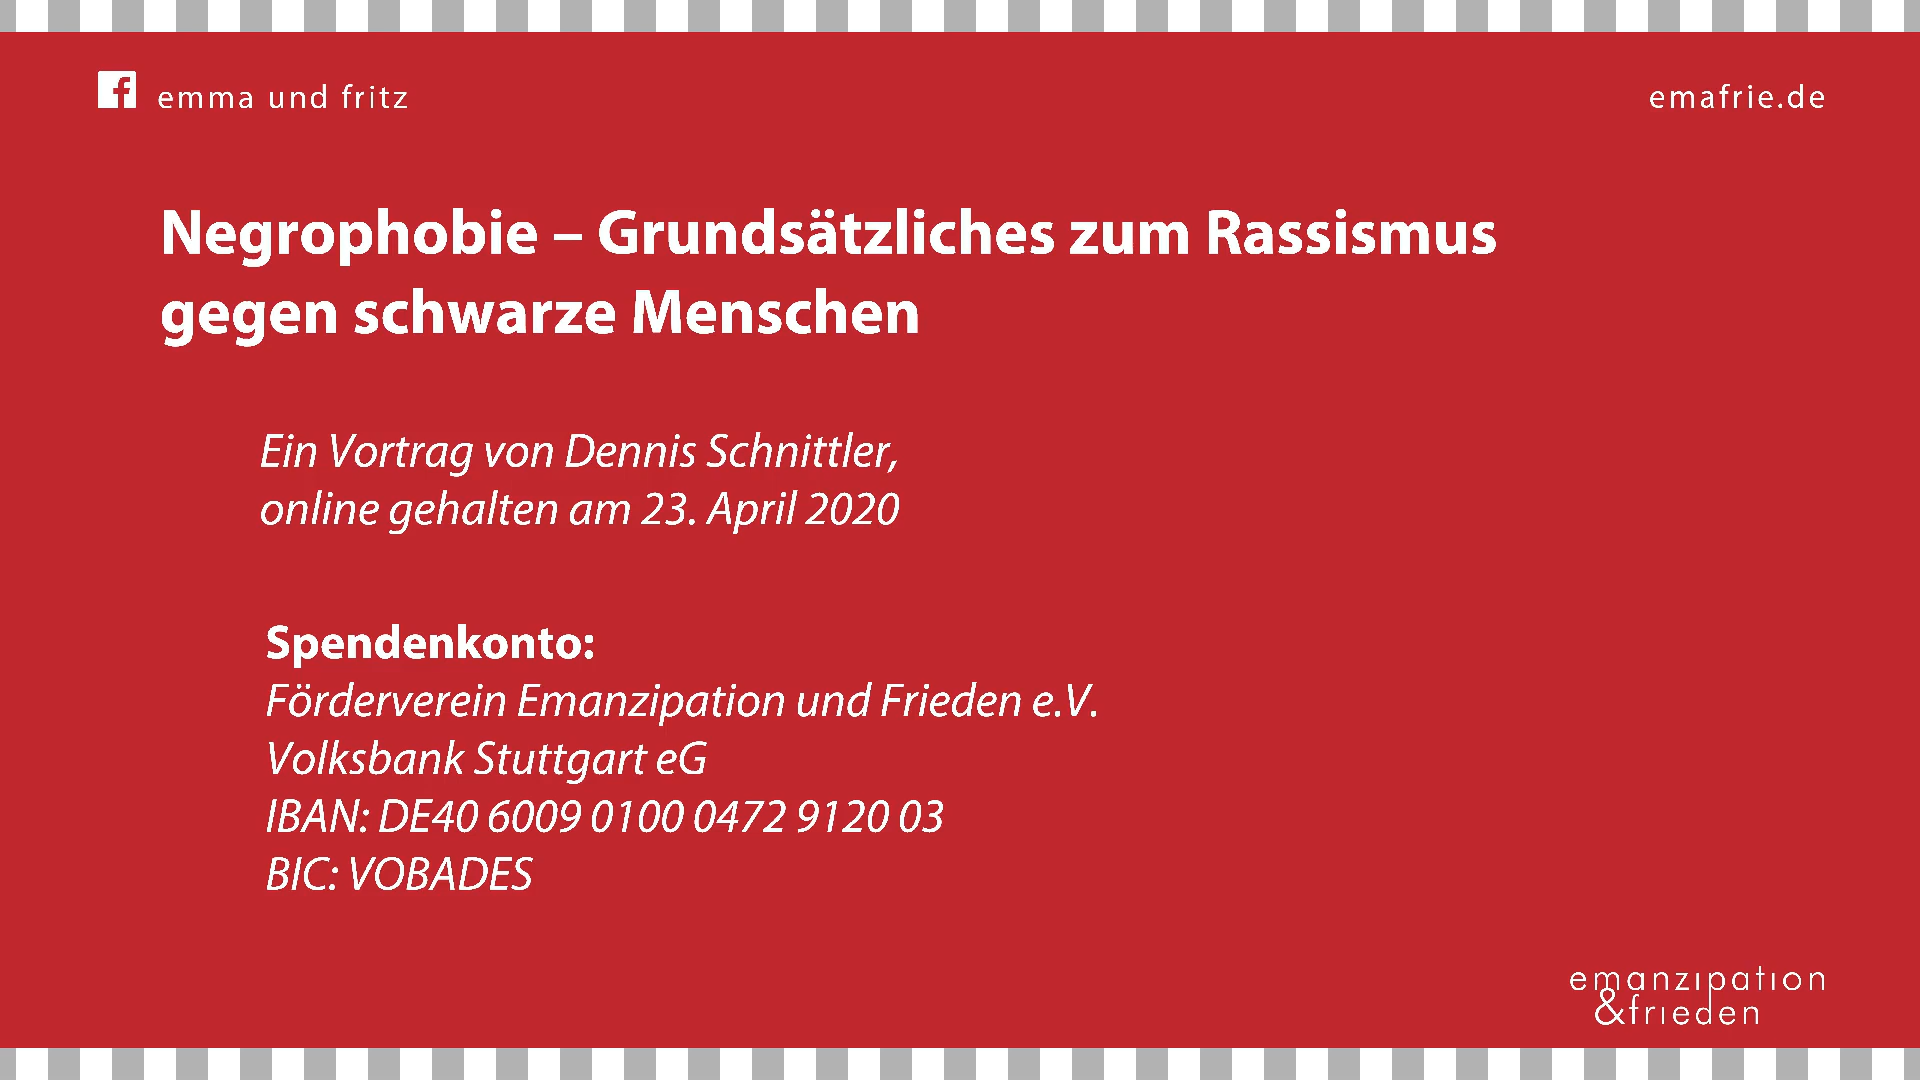 emma und fritz
emafrie.de
Negrophobie – Grundsätzliches zum Rassismus
gegen schwarze Menschen
Ein Vortrag von Dennis Schnittler,
online gehalten am 23. April 2020
Spendenkonto:
Förderverein Emanzipation und Frieden e.V.
Volksbank Stuttgart eG
IBAN: DE40 6009 0100 0472 9120 03
BIC: VOBADES
emanzipation
&frieden